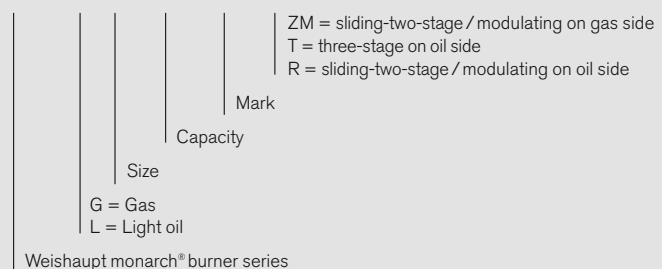 ZM = sliding-two-stage / modulating on gas side
T = three-stage on oil side
R = sliding-two-stage / modulating on oil side
Mark
Capacity
Size
G = Gas
L = Light oil
Weishaupt monarch® burner series